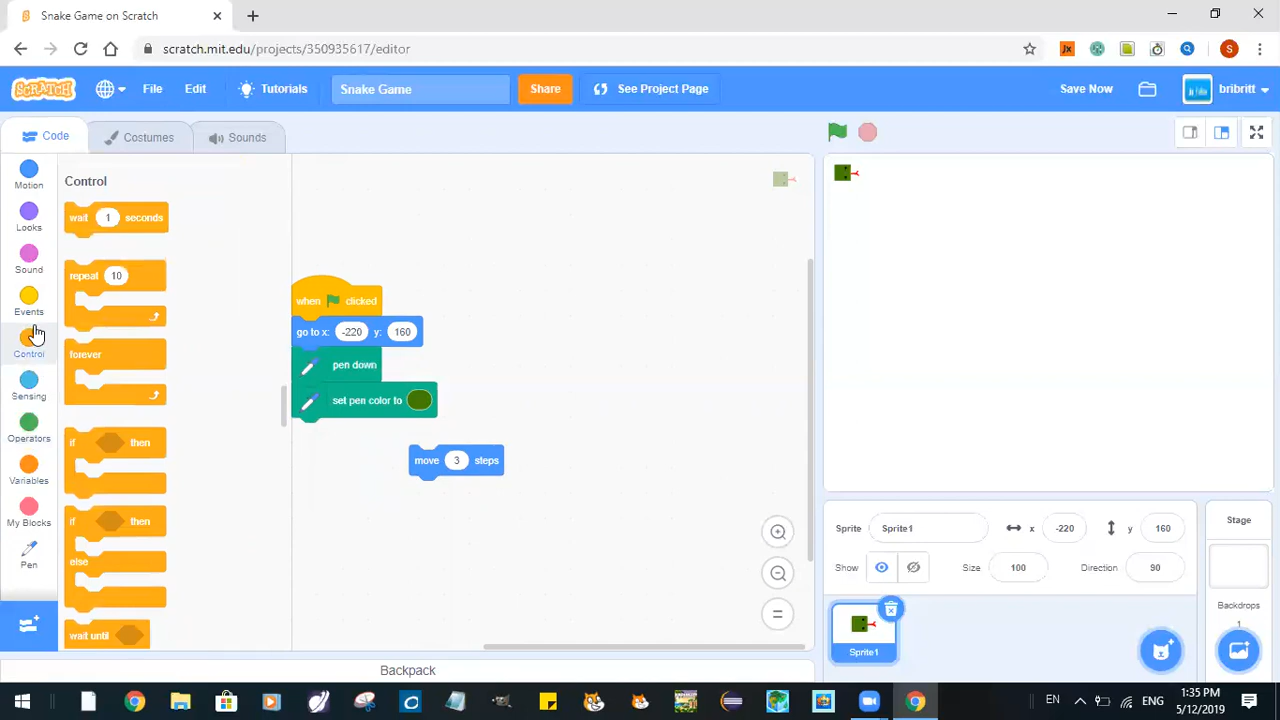 Snake Game on Scratch
scratch.mit.edu/projects/350935617/editor
Jx
S
SCRATCH
File
Edit
Tutorials
Snake Game
Share
See Project Page
Save Now
bribritt
Code
Costumes
Sounds
Motion
Looks
Sound
Events
Control
Sensing
Operators
Variables
My Blocks
Pen
Control
wait 1 seconds
repeat 10
forever
if then
if then
else
wait until
when clicked
go to x: -220 y: 160
pen down
set pen color to
move 3 steps
Backpack
Sprite Sprite1 x -220 y 160
Show Size 100 Direction 90
Sprite1
Stage
Backdrops
1
EN
ENG
1:35 PM
5/12/2019